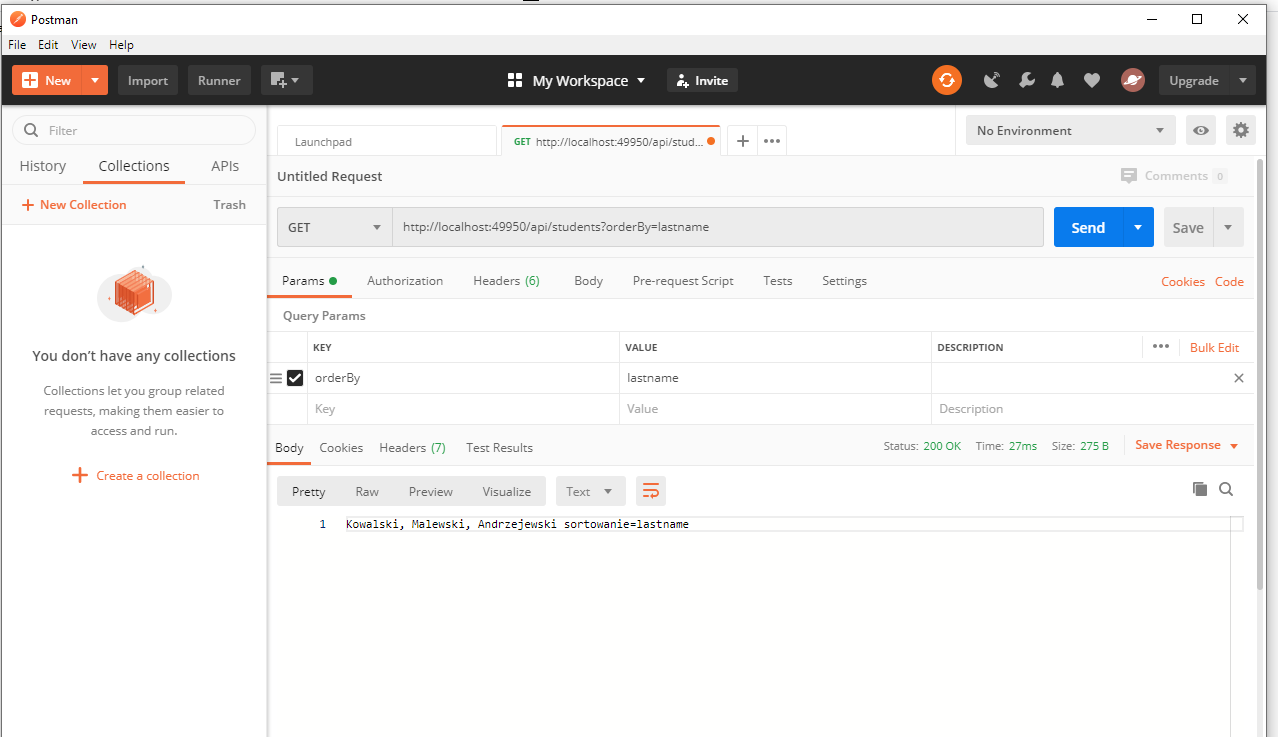 Postman
File Edit View Help
New Import Runner My Workspace Invite Upgrade
Filter
History Collections APIs
New Collection Trash
You don’t have any collections
Collections let you group related
requests, making them easier to
access and run.
Create a collection
Launchpad GET http://localhost:49950/api/stud... No Environment
Untitled Request Comments 0
GET http://localhost:49950/api/students?orderBy=lastname Send Save
Params Authorization Headers (6) Body Pre-request Script Tests Settings Cookies Code
Query Params
KEY VALUE DESCRIPTION Bulk Edit
orderBy lastname
Key Value Description
Body Cookies Headers (7) Test Results Status: 200 OK Time: 27ms Size: 275 B Save Response
Pretty Raw Preview Visualize Text
1 Kowalski, Malewski, Andrzejewski sortowanie=lastname